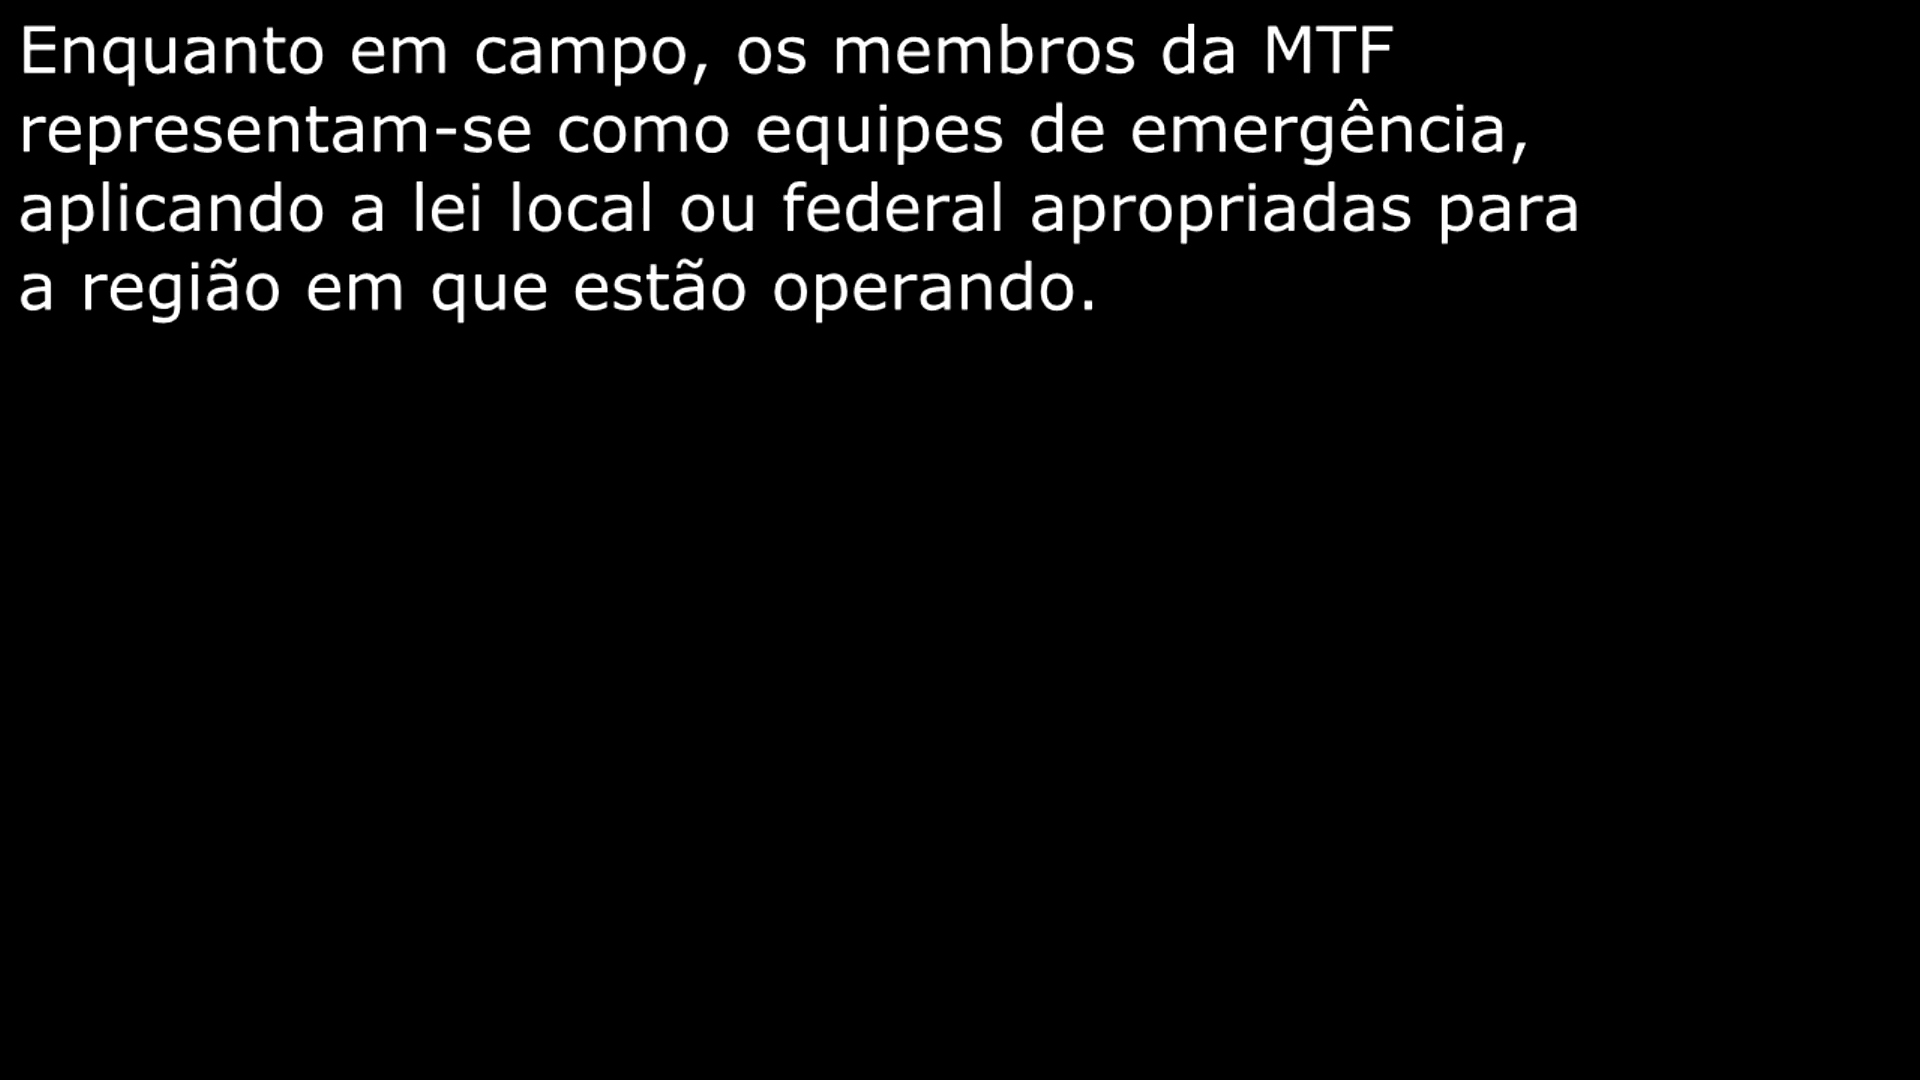 Enquanto em campo, os membros da MTF
representam-se como equipes de emergência,
aplicando a lei local ou federal apropriadas para
a região em que estão operando.